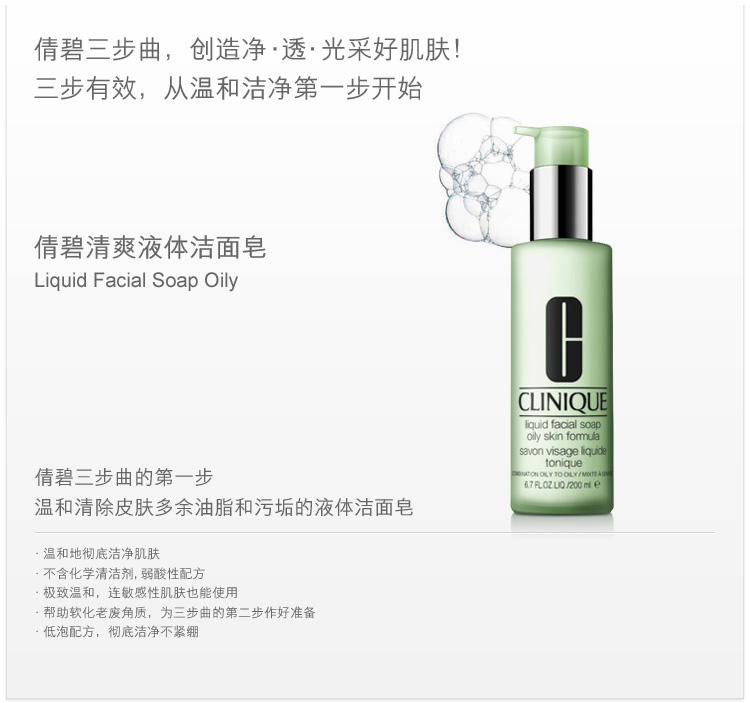 倩碧三步曲，创造净·透·光采好肌肤！
三步有效，从温和洁净第一步开始
倩碧清爽液体洁面皂
Liquid Facial Soap Oily
CLINIQUE
liquid facial soap
oily skin formula
savon visage liquide
tonique
6.7 FL.OZ.LIQ./200 ml ℮
倩碧三步曲的第一步
温和清除皮肤多余油脂和污垢的液体洁面皂
· 温和地彻底洁净肌肤
· 不含化学清洁剂, 弱酸性配方
· 极致温和，连敏感性肌肤也能使用
· 帮助软化老废角质，为三步曲的第二步作好准备
· 低泡配方，彻底洁净不紧绷